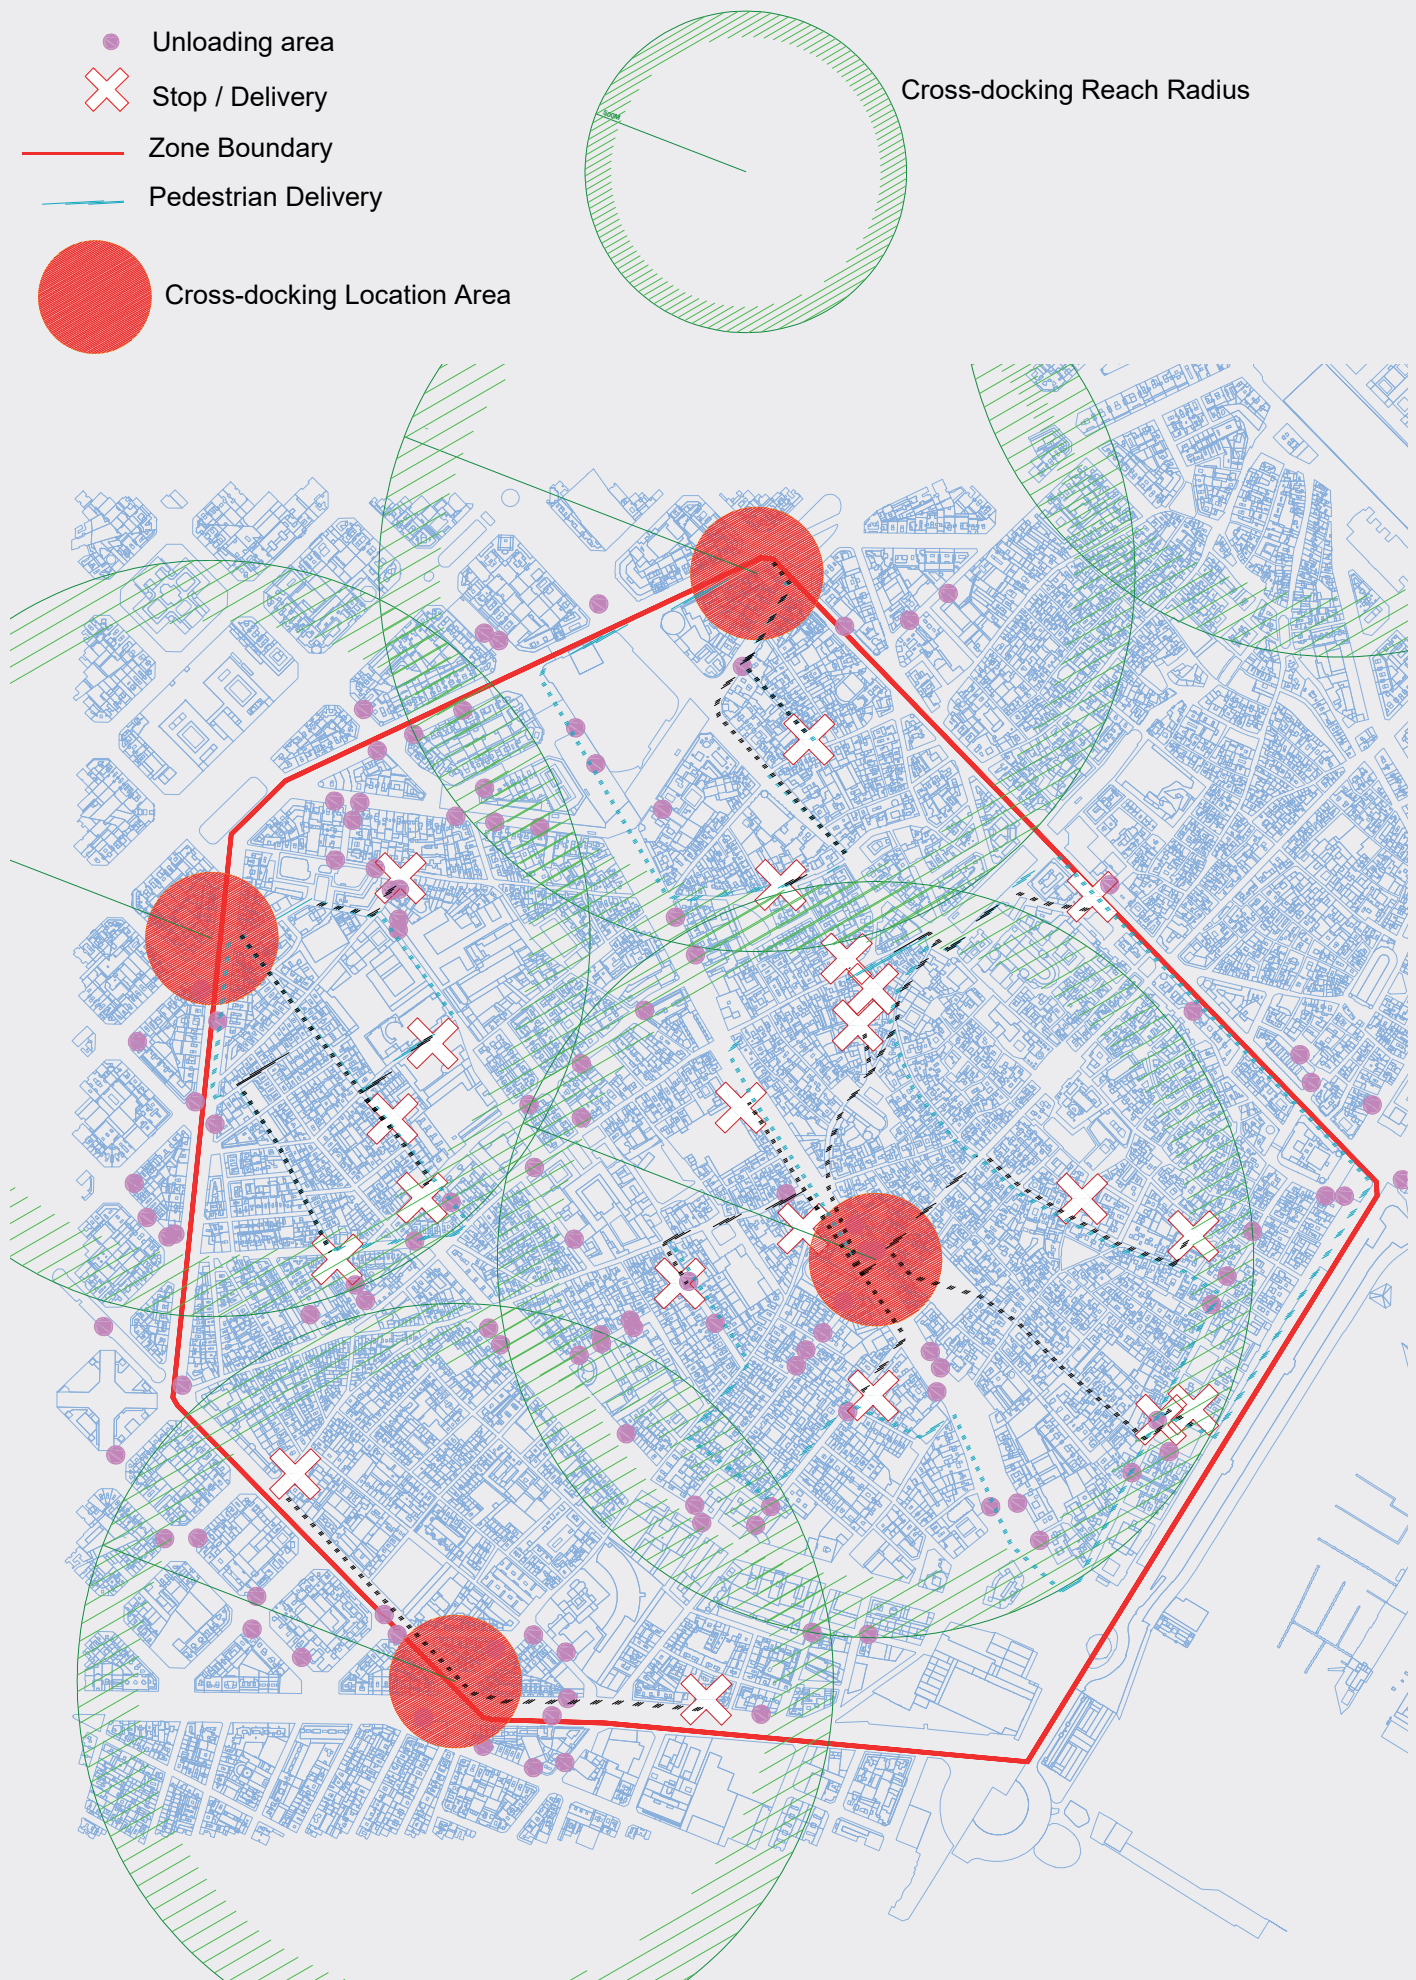 Unloading area
Stop / Delivery
Zone Boundary
Pedestrian Delivery
Cross-docking Location Area
Cross-docking Reach Radius